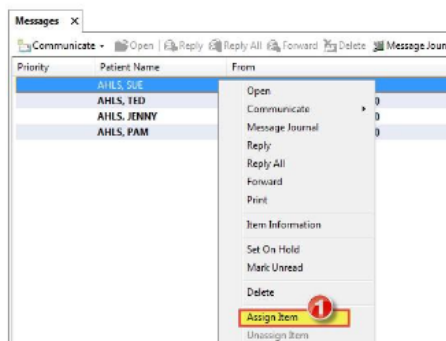 Messages X
Communicate Open Reply Reply All Forward Delete Message Jour
Priority Patient Name From
AHLS, SUE
AHLS, TED
AHLS, JENNY
AHLS, PAM
Open
Communicate
Message Journal
Reply
Reply All
Forward
Print
Item Information
Set On Hold
Mark Unread
Delete
Assign Item 1
Unassign Item